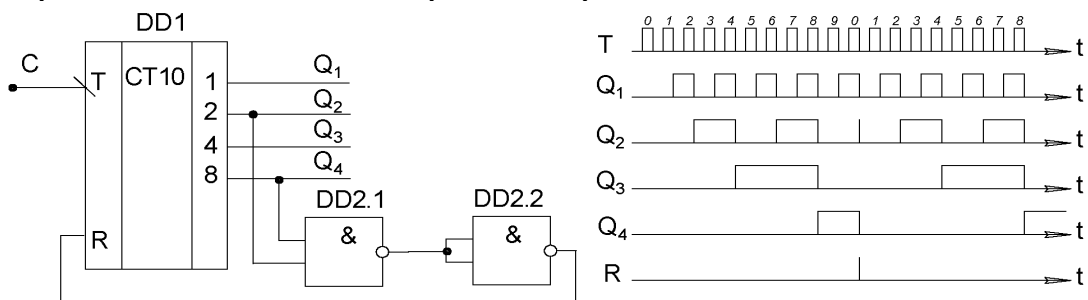 DD1
C
T
CT10
1
2
4
8
R
Q1
Q2
Q3
Q4
DD2.1
&
DD2.2
&
0 1 2 3 4 5 6 7 8 9 0 1 2 3 4 5 6 7 8
T t
Q1 t
Q2 t
Q3 t
Q4 t
R t